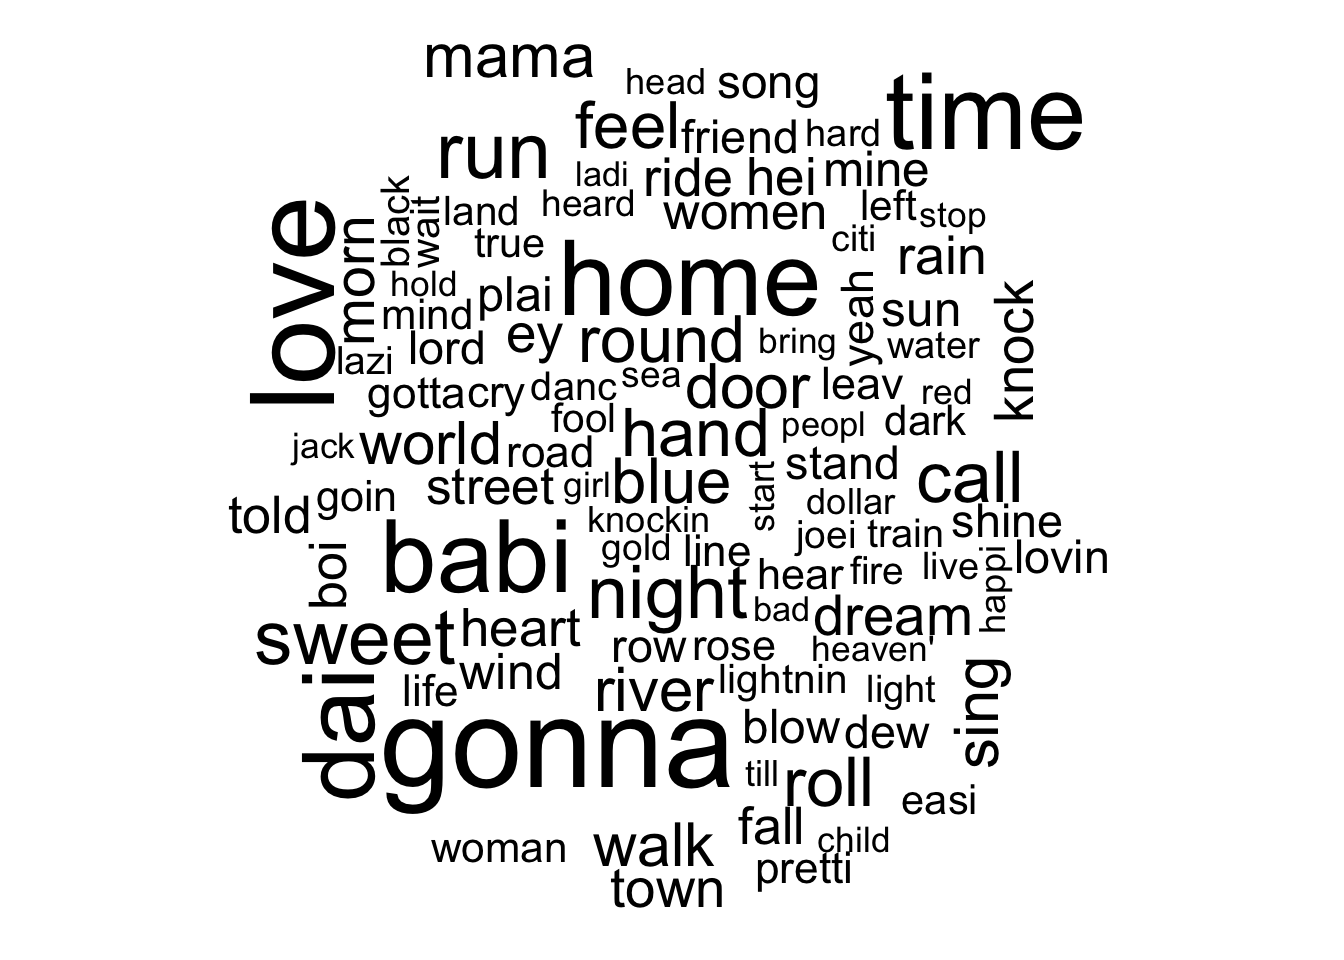 mama
head song
time
feel friend hard
run
ladi ride hei mine
black
wait
land heard women left stop
love
morn
true
citi
rain
home
hold plai
yeah
sun
knock
mind
ey round bring water
lazi lord
gotta cry danc sea door leav red
fool hand peopl dark
jack world road
street girl blue start stand call
told goin
knockin
dollar
shine
babi
gold line
joei train
boi
night hear fire live happi lovin
bad dream
sweet heart
row rose heaven'
life wind
river lightnin light
sing
dai
gonna
blow dew
till roll easi
woman walk fall child
town
pretti